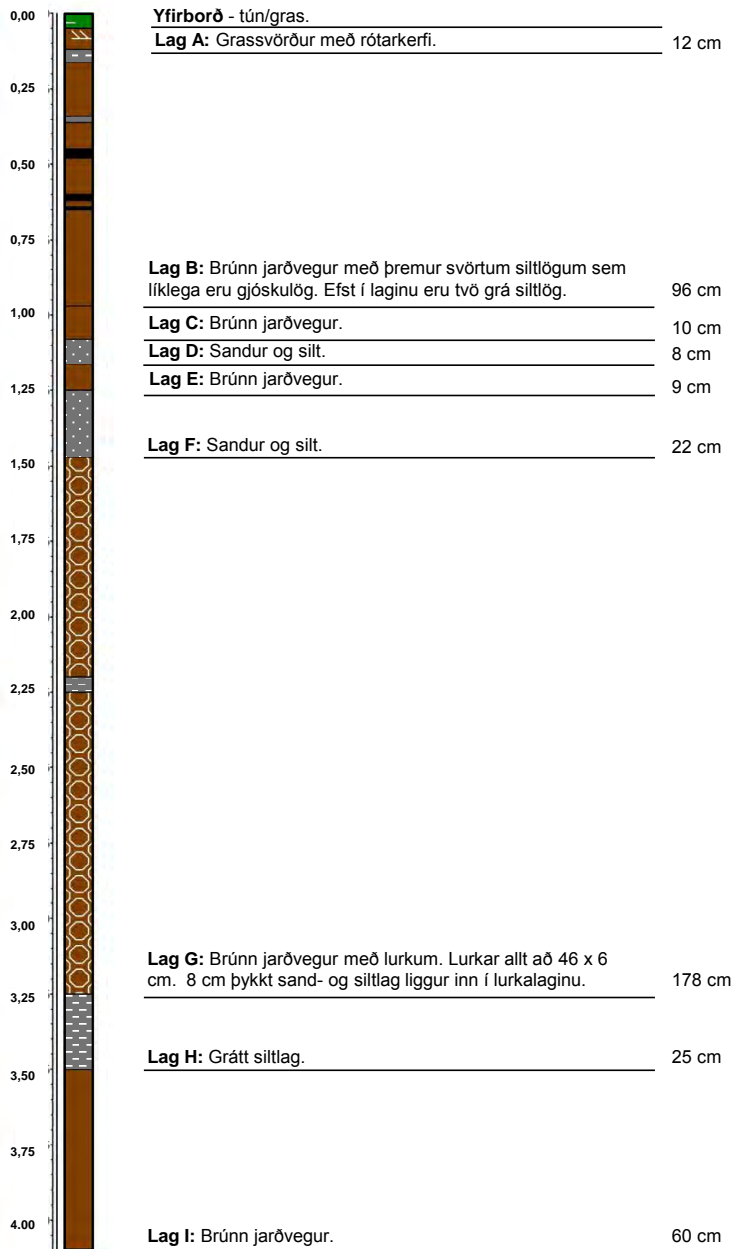 0,00
Yfirborð - tún/gras.
Lag A: Grassvörður með rótarkerfi.
12 cm
0,25
0,50
0,75
Lag B: Brúnn jarðvegur með þremur svörtum siltlögum sem
líklega eru gjóskulög. Efst í laginu eru tvö grá siltlög.
96 cm
1,00
Lag C: Brúnn jarðvegur.
10 cm
Lag D: Sandur og silt.
8 cm
Lag E: Brúnn jarðvegur.
9 cm
1,25
Lag F: Sandur og silt.
22 cm
1,50
1,75
2,00
2,25
2,50
2,75
3,00
Lag G: Brúnn jarðvegur með lurkum. Lurkar allt að 46 x 6
cm. 8 cm þykkt sand- og siltlag liggur inn í lurkalaginu.
178 cm
3,25
Lag H: Grátt siltlag.
25 cm
3,50
3,75
4.00
Lag I: Brúnn jarðvegur.
60 cm